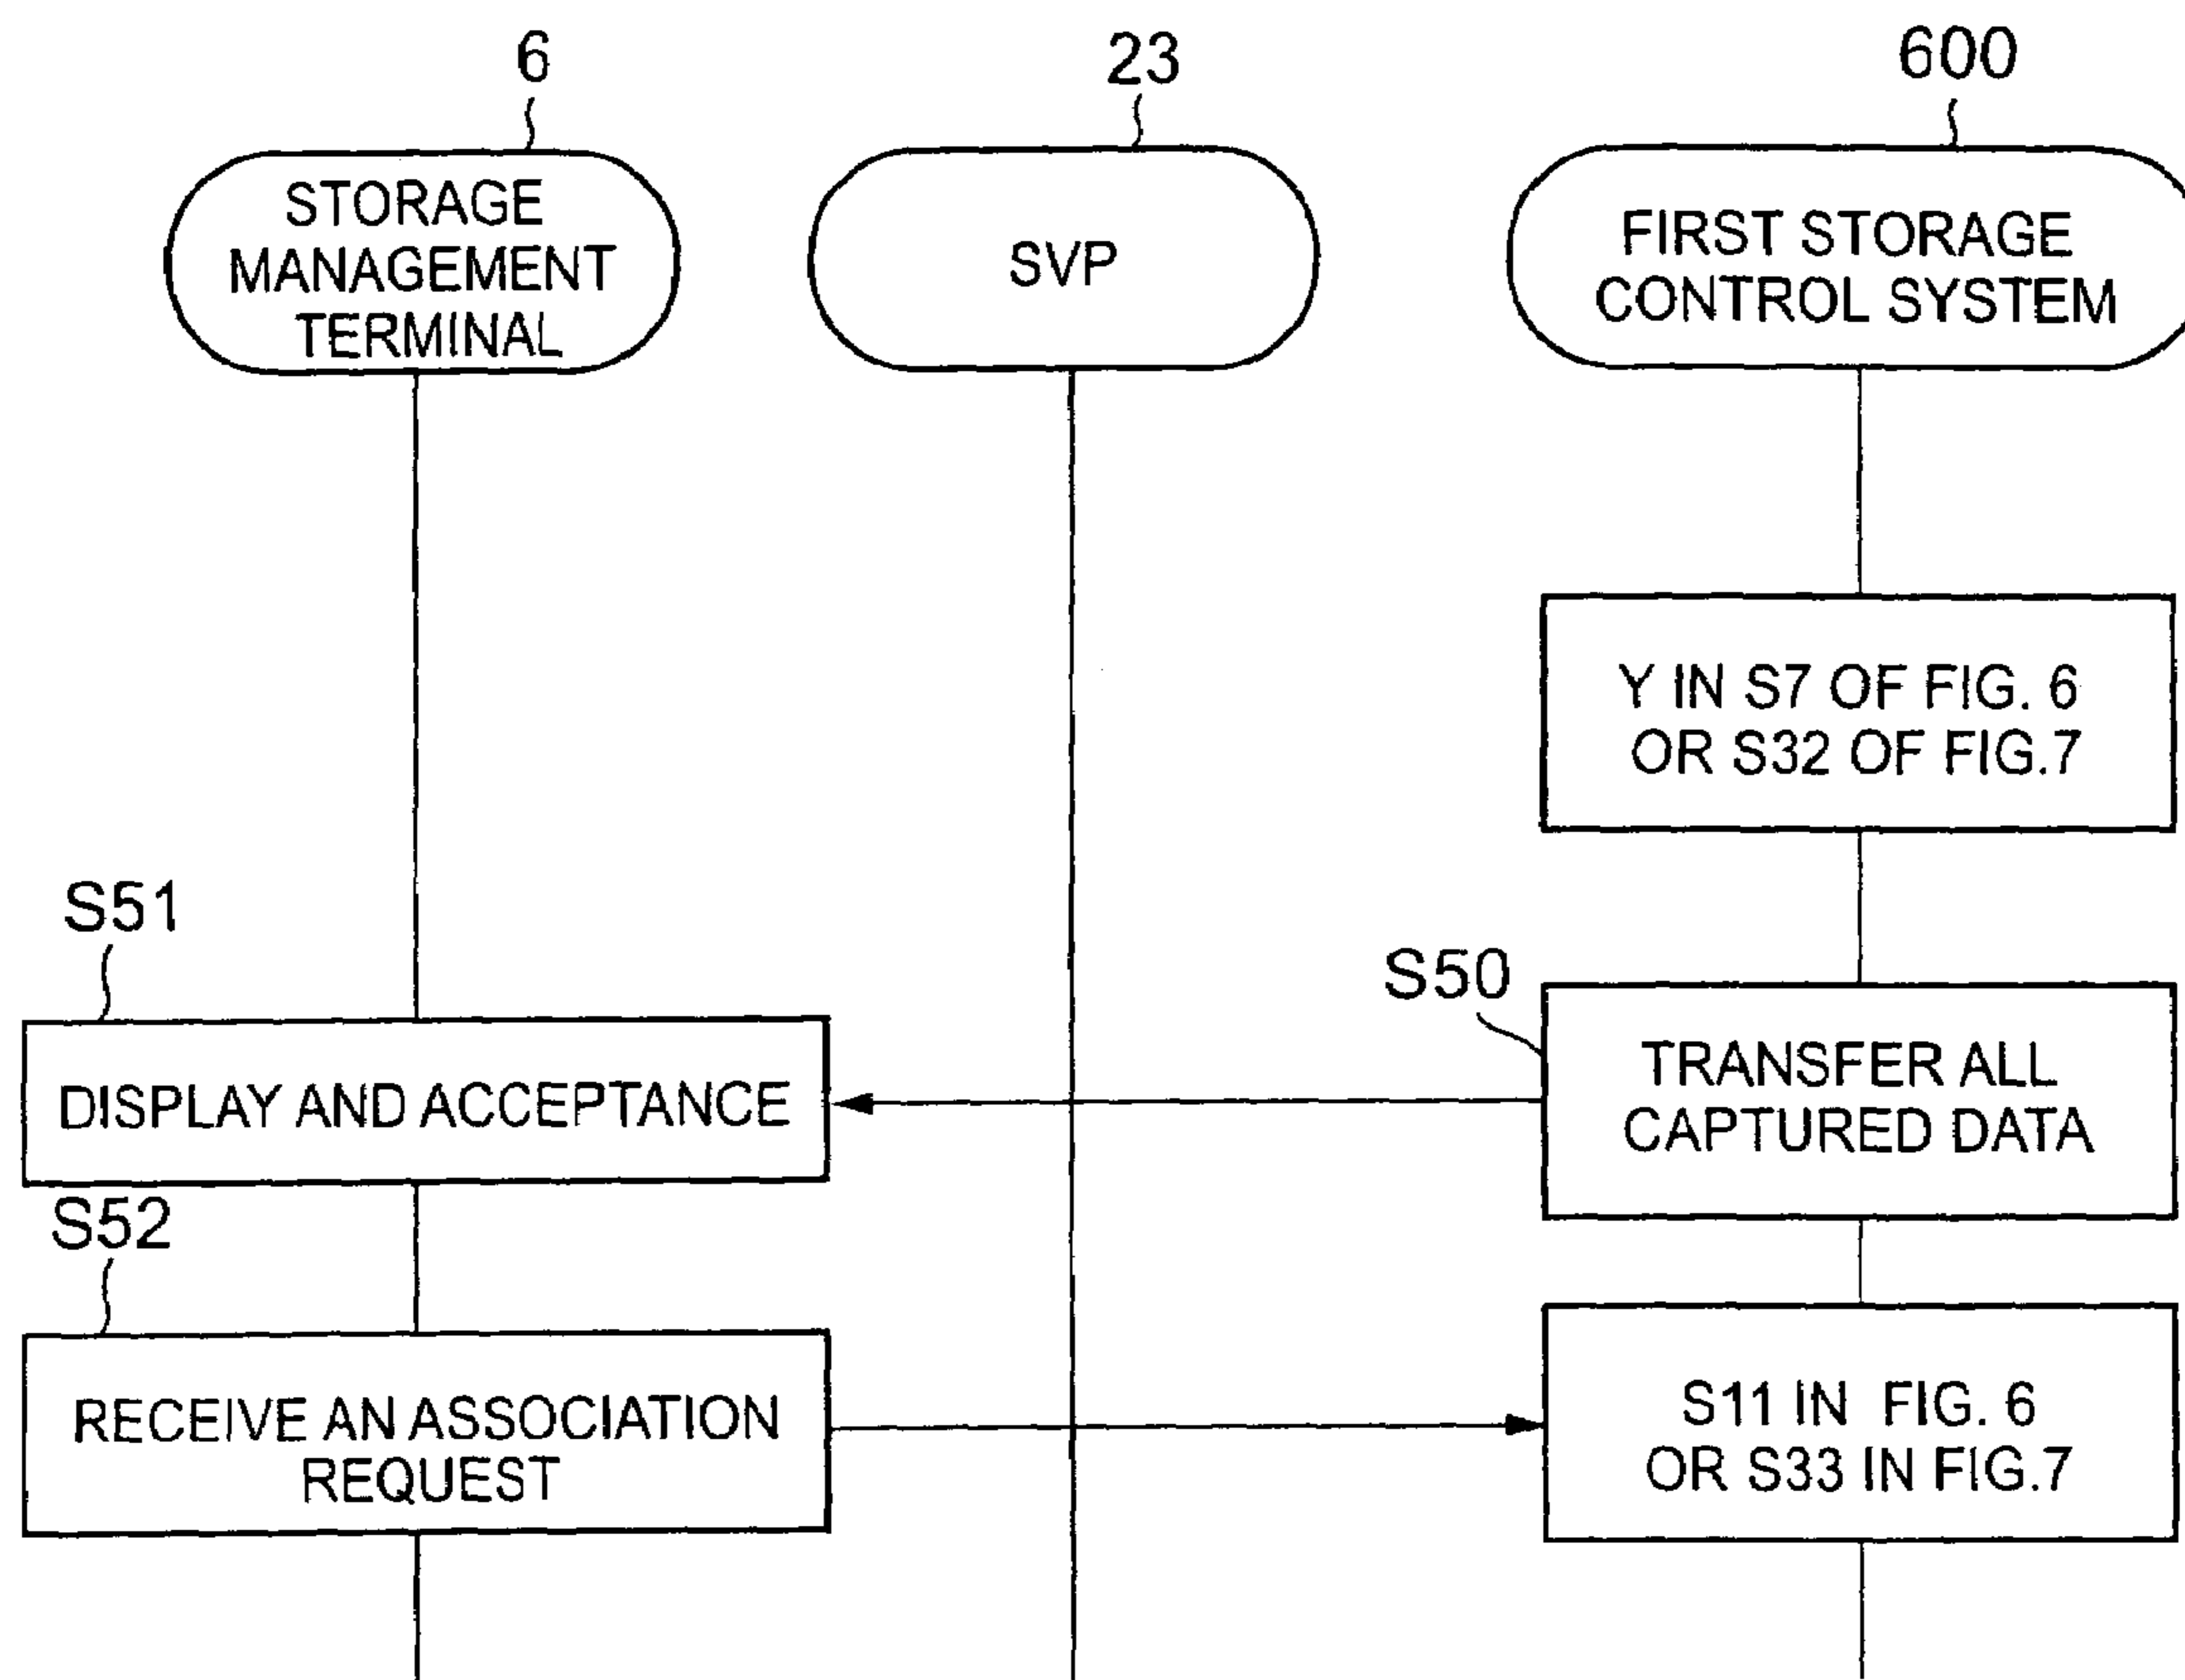 6
23
600
STORAGE
MANAGEMENT
TERMINAL
SVP
FIRST STORAGE
CONTROL SYSTEM
Y IN S7 OF FIG. 6
OR S32 OF FIG.7
S51
S50
DISPLAY AND ACCEPTANCE
TRANSFER ALL
CAPTURED DATA
S52
RECEIVE AN ASSOCIATION
REQUEST
S11 IN FIG. 6
OR S33 IN FIG.7